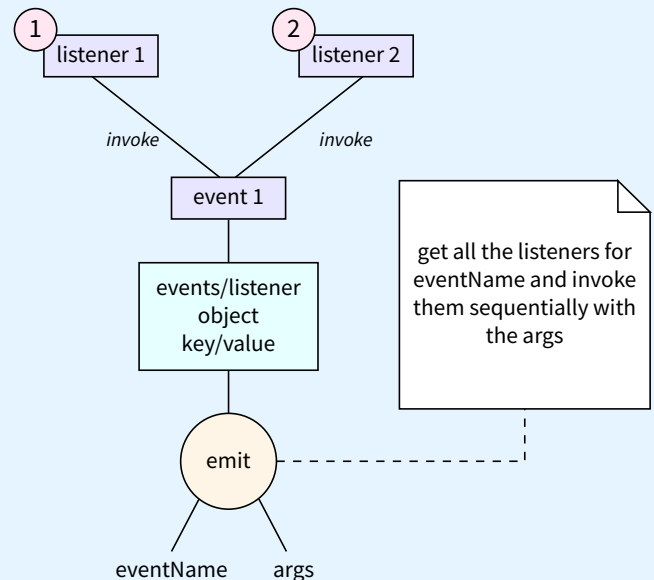 1
listener 1
2
listener 2
invoke
invoke
event 1
events/listener
object
key/value
get all the listeners for
eventName and invoke
them sequentially with
the args
emit
eventName
args